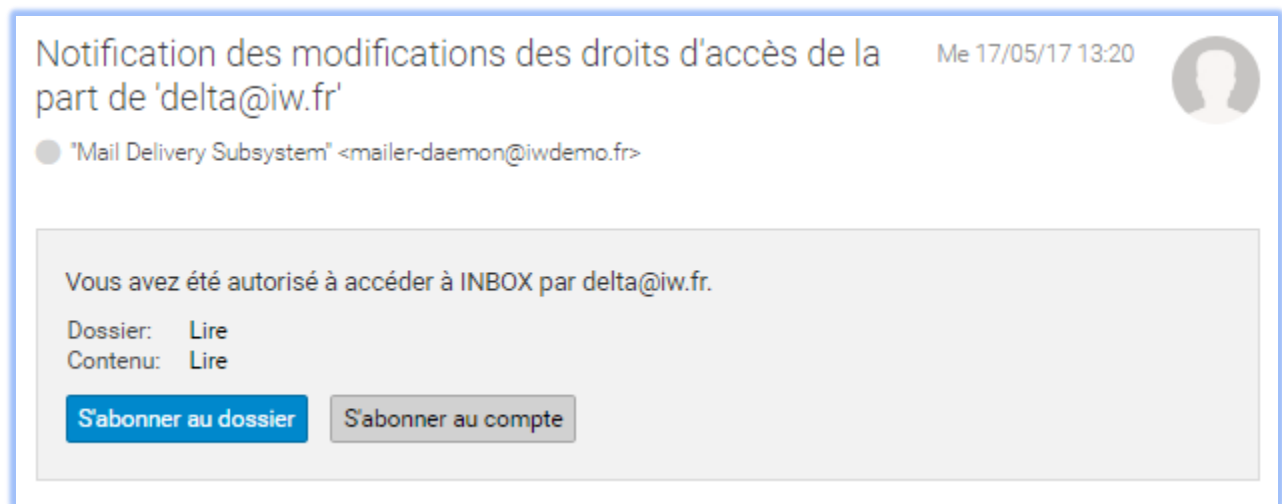 Notification des modifications des droits d'accès de la
part de 'delta@iw.fr'
Me 17/05/17 13:20
"Mail Delivery Subsystem" <mailer-daemon@iwdemo.fr>
Vous avez été autorisé à accéder à INBOX par delta@iw.fr.
Dossier: Lire
Contenu: Lire
S'abonner au dossier
S'abonner au compte